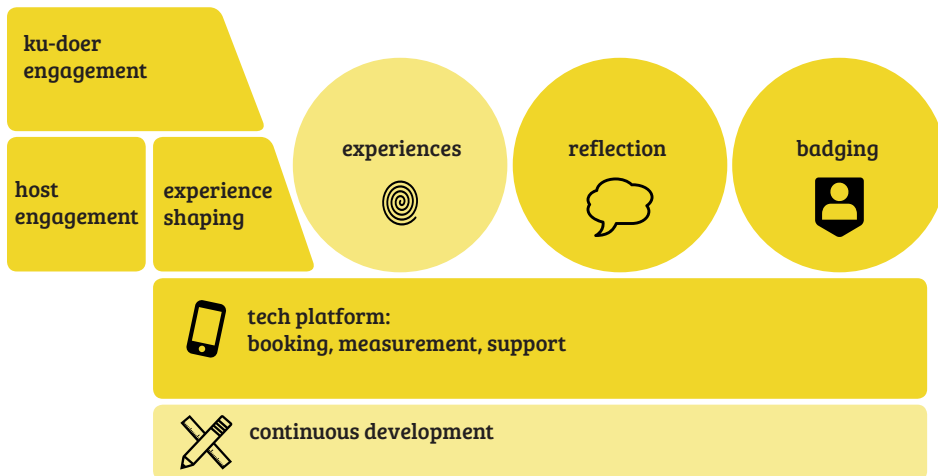 ku-doer
engagement
host
engagement
experience
shaping
experiences
reflection
badging
tech platform:
booking, measurement, support
continuous development